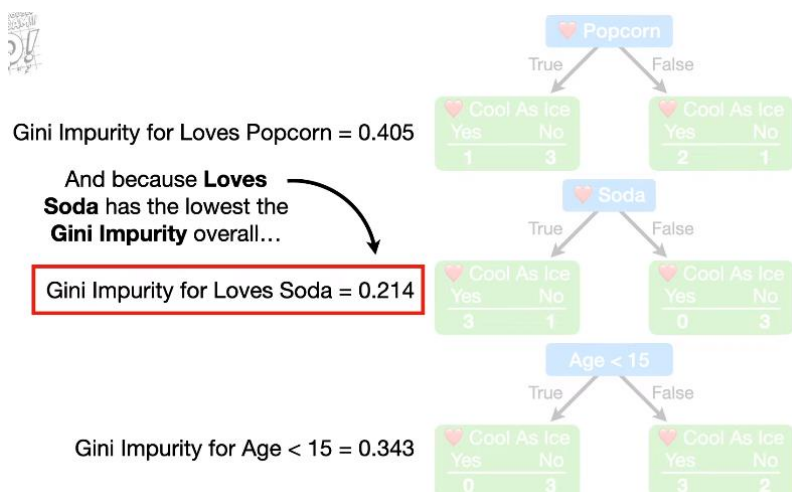 ❤️ Popcorn
True False
Gini Impurity for Loves Popcorn = 0.405
❤️ Cool As Ice ❤️ Cool As Ice
Yes No Yes No
1 3 2 1
And because Loves
Soda has the lowest the
Gini Impurity overall…
❤️ Soda
True False
Gini Impurity for Loves Soda = 0.214
❤️ Cool As Ice ❤️ Cool As Ice
Yes No Yes No
3 1 0 3
Age < 15
True False
Gini Impurity for Age < 15 = 0.343
❤️ Cool As Ice ❤️ Cool As Ice
Yes No Yes No
0 3 3 2